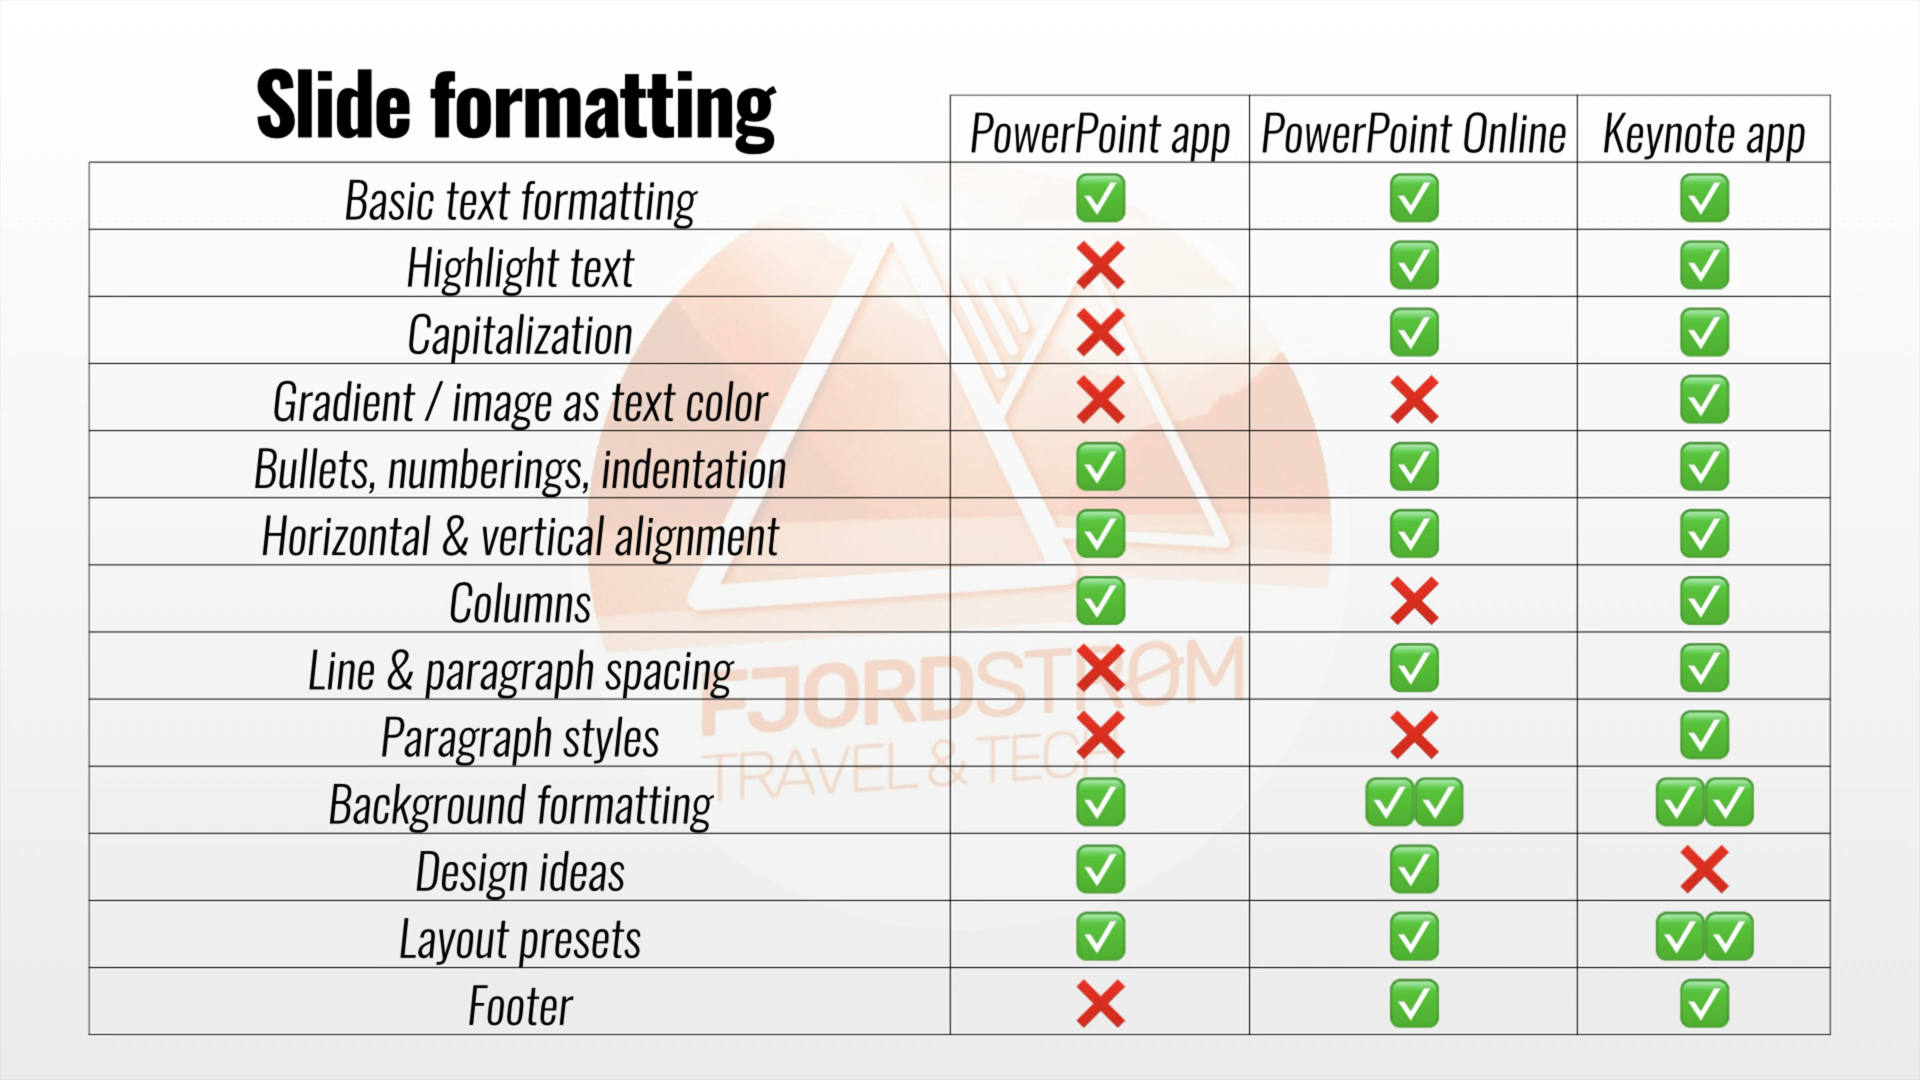 Slide formatting
PowerPoint app PowerPoint Online Keynote app
Basic text formatting ✅ ✅ ✅
Highlight text ❌ ✅ ✅
Capitalization ❌ ✅ ✅
Gradient / image as text color ❌ ❌ ✅
Bullets, numberings, indentation ✅ ✅ ✅
Horizontal & vertical alignment ✅ ✅ ✅
Columns ✅ ❌ ✅
Line & paragraph spacing ❌ ✅ ✅
Paragraph styles ❌ ❌ ✅
Background formatting ✅ ✅✅ ✅✅
Design ideas ✅ ✅ ❌
Layout presets ✅ ✅ ✅✅
Footer ❌ ✅ ✅
FJORDSTRØM
TRAVEL & TECH